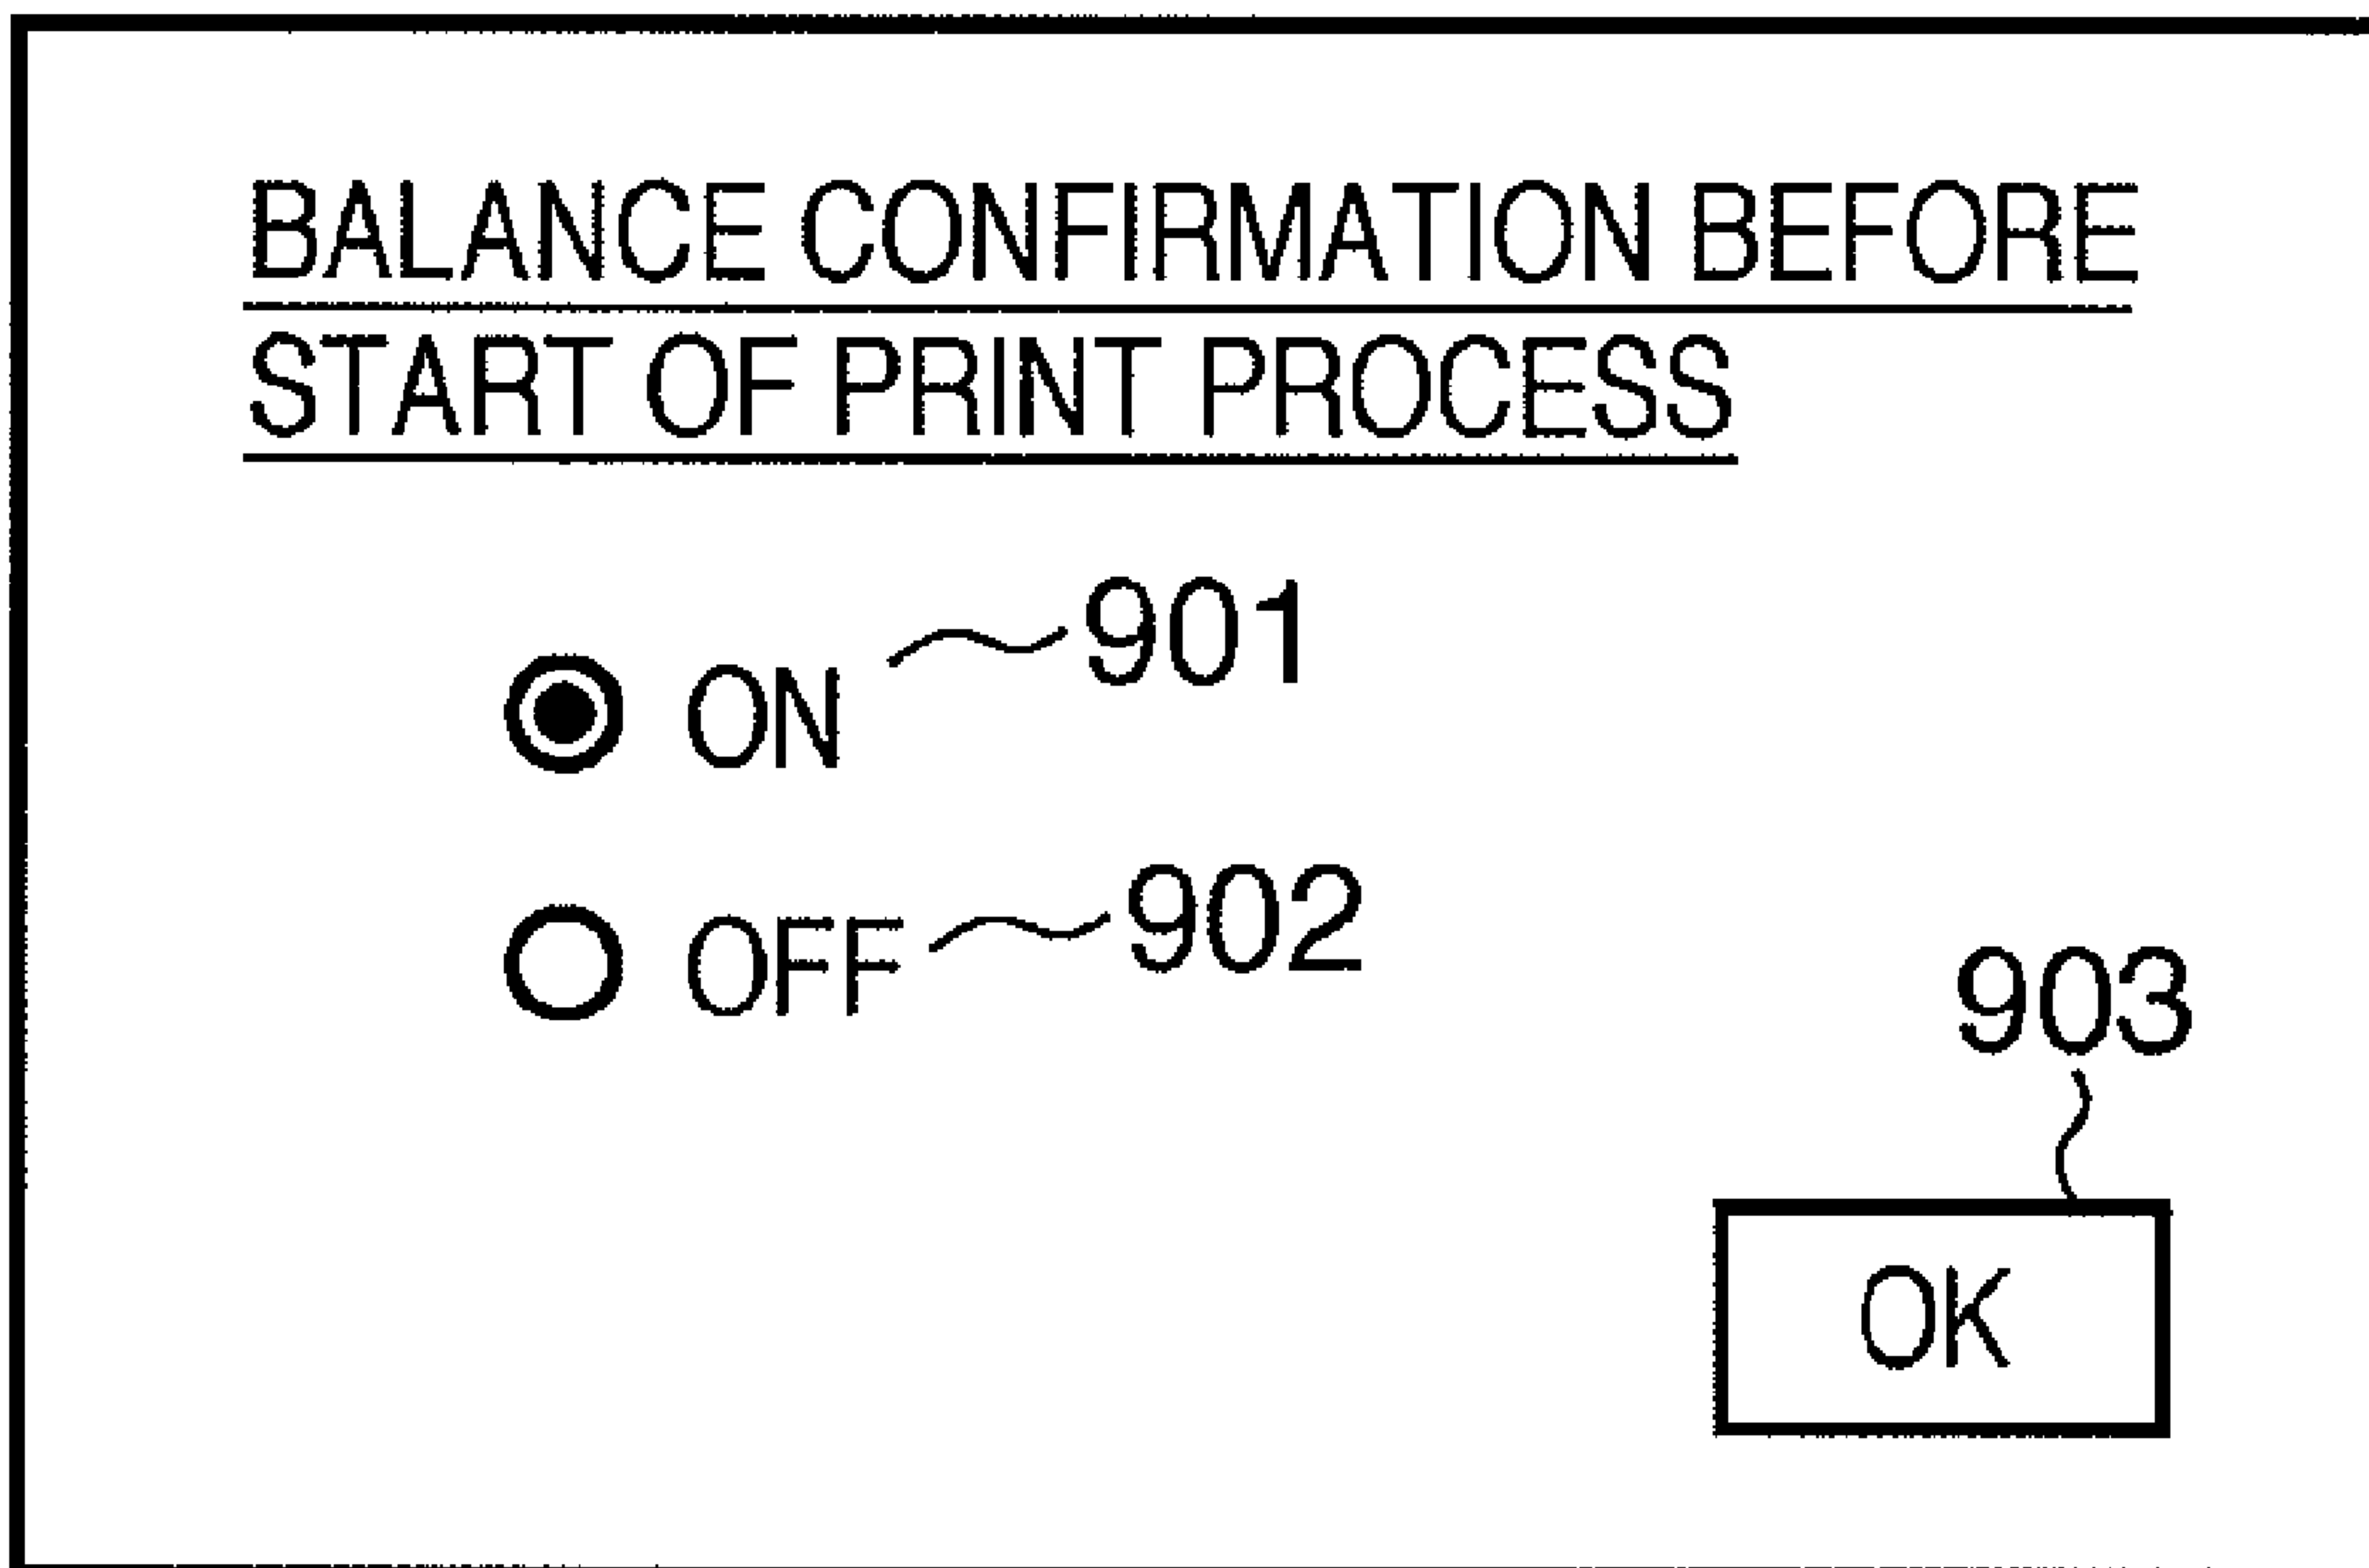 BALANCE CONFIRMATION BEFORE
START OF PRINT PROCESS
901
ON
902
OFF
903
OK